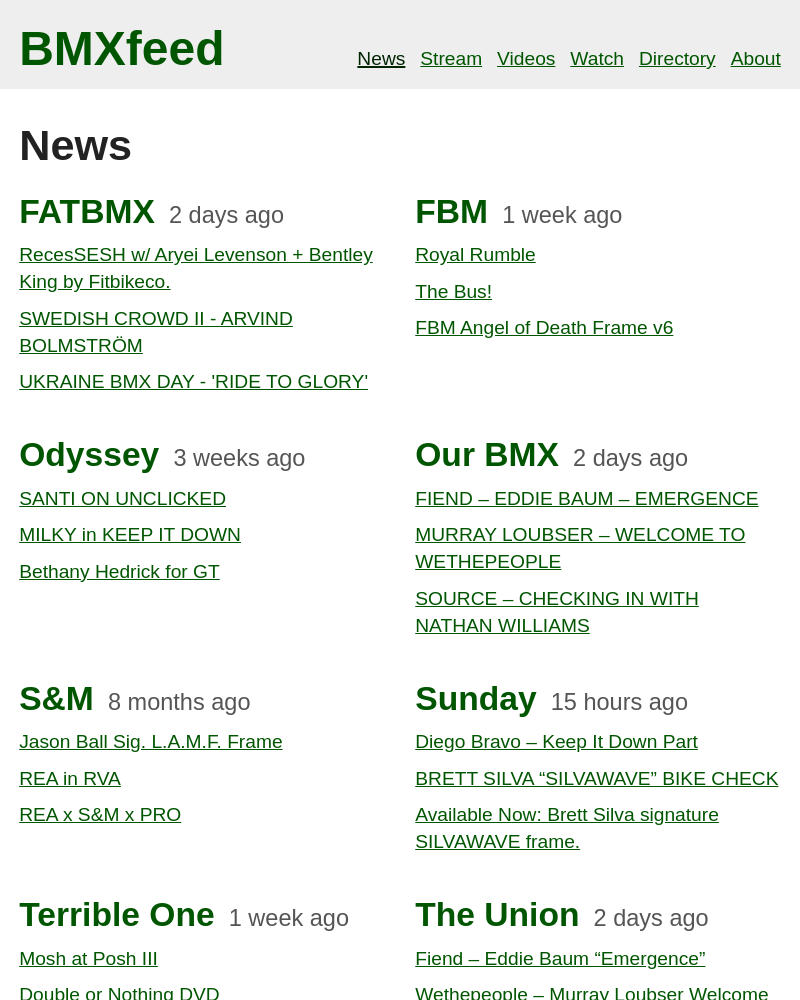 BMXfeed
News Stream Videos Watch Directory About
News
FATBMX 2 days ago
RecesSESH w/ Aryei Levenson + Bentley
King by Fitbikeco.
SWEDISH CROWD II - ARVIND
BOLMSTRÖM
UKRAINE BMX DAY - 'RIDE TO GLORY'
FBM 1 week ago
Royal Rumble
The Bus!
FBM Angel of Death Frame v6
Odyssey 3 weeks ago
SANTI ON UNCLICKED
MILKY in KEEP IT DOWN
Bethany Hedrick for GT
Our BMX 2 days ago
FIEND – EDDIE BAUM – EMERGENCE
MURRAY LOUBSER – WELCOME TO
WETHEPEOPLE
SOURCE – CHECKING IN WITH
NATHAN WILLIAMS
S&M 8 months ago
Jason Ball Sig. L.A.M.F. Frame
REA in RVA
REA x S&M x PRO
Sunday 15 hours ago
Diego Bravo – Keep It Down Part
BRETT SILVA “SILVAWAVE” BIKE CHECK
Available Now: Brett Silva signature
SILVAWAVE frame.
Terrible One 1 week ago
Mosh at Posh III
Double or Nothing DVD
The Union 2 days ago
Fiend – Eddie Baum “Emergence”
Wethepeople – Murray Loubser Welcome